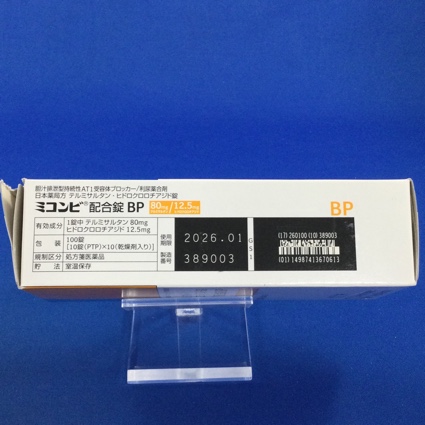 胆汁排泄型持続性AT1受容体ブロッカー/利尿薬合剤
日本薬局方 テルミサルタン・ヒドロクロロチアジド錠
ミコンビ®配合錠 BP 80mg/12.5mg
BP
有効成分 1錠中 テルミサルタン 80mg
ヒドロクロロチアジド 12.5mg
包装 100錠
[10錠(PTP)×10(乾燥剤入り)]
規制区分 処方箋医薬品
貯法 室温保存
使用期限 2026.01
製造番号 389003
GS1
(17) 260100 (10) 389003
(01) 14987413670613